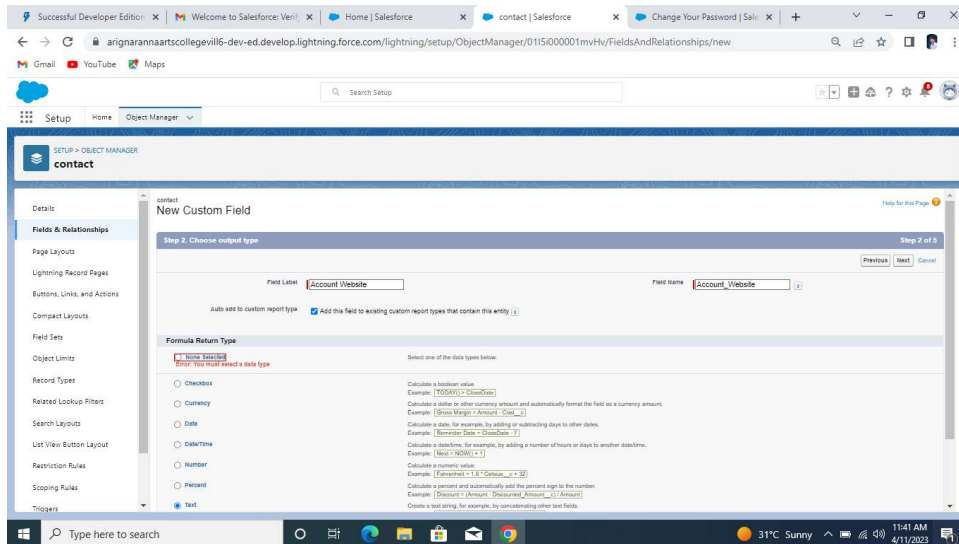 Successful Developer Edition
Welcome to Salesforce: Verif
Home | Salesforce
contact | Salesforce
Change Your Password | Sale
arignarannaartscollegevill6-dev-ed.develop.lightning.force.com/lightning/setup/ObjectManager/01I5i000001mvHv/FieldsAndRelationships/new
Gmail YouTube Maps
Search Setup
Setup Home Object Manager
SETUP > OBJECT MANAGER
contact
Details
Fields & Relationships
Page Layouts
Lightning Record Pages
Buttons, Links, and Actions
Compact Layouts
Field Sets
Object Limits
Record Types
Related Lookup Filters
Search Layouts
List View Button Layout
Restriction Rules
Scoping Rules
Triggers
contact
New Custom Field
Help for this Page
Step 2. Choose output type Step 2 of 5
Previous Next Cancel
Field Label Account Website Field Name Account_Website
Auto add to custom report type Add this field to existing custom report types that contain this entity
Formula Return Type
None Selected Select one of the data types below.
Error: You must select a data type
Checkbox Calculate a boolean value
Example: TODAY() > CloseDate
Currency Calculate a dollar or other currency amount and automatically format the field as a currency amount.
Example: Gross Margin = Amount - Cost__c
Date Calculate a date, for example, by adding or subtracting days to other dates.
Example: Reminder Date = CloseDate - 7
Date/Time Calculate a date/time, for example, by adding a number of hours or days to another date/time.
Example: Next = NOW() + 1
Number Calculate a numeric value.
Example: Fahrenheit = 1.8 * Celsius__c + 32
Percent Calculate a percent and automatically add the percent sign to the number.
Example: Discount = (Amount - Discounted_Amount__c) / Amount
Text Create a text string, for example, by concatenating other text fields.
Type here to search
31°C Sunny
11:41 AM
4/11/2023